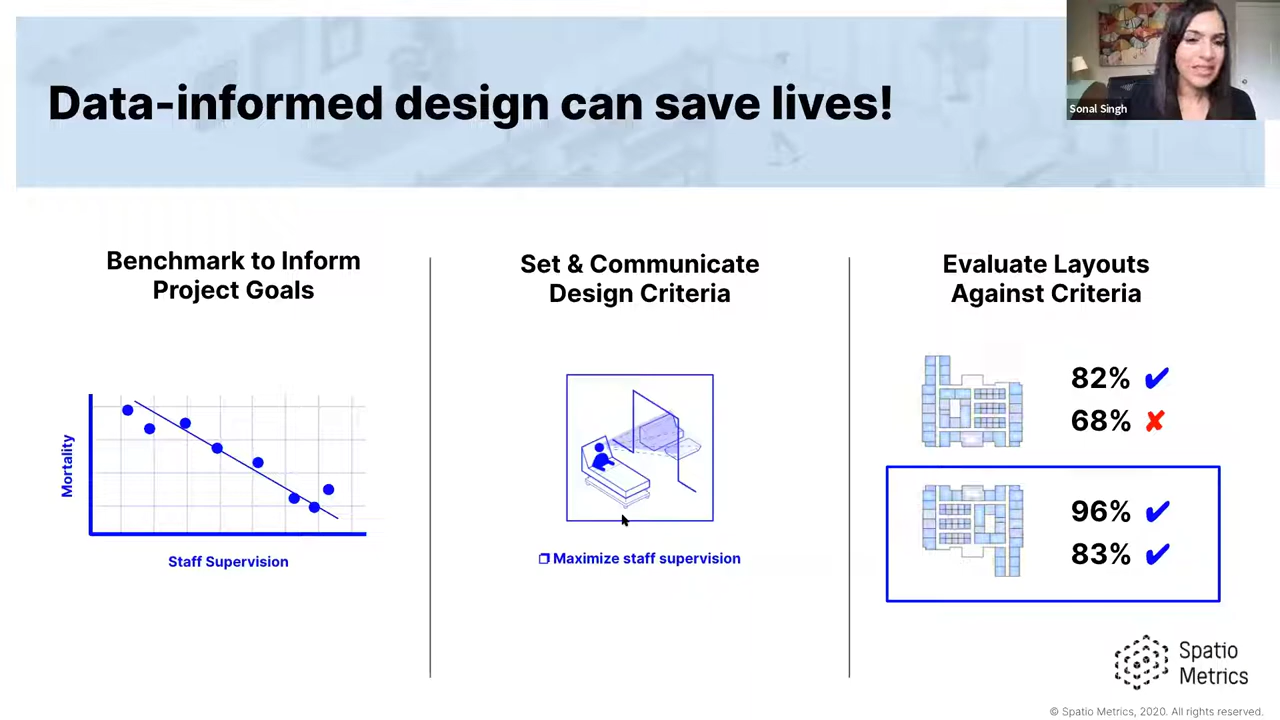 Data-informed design can save lives!
Sonal Singh
Benchmark to Inform
Project Goals
Mortality
Staff Supervision
Set & Communicate
Design Criteria
Maximize staff supervision
Evaluate Layouts
Against Criteria
82% ✔
68% ✘
96% ✔
83% ✔
Spatio
Metrics
© Spatio Metrics, 2020. All rights reserved.